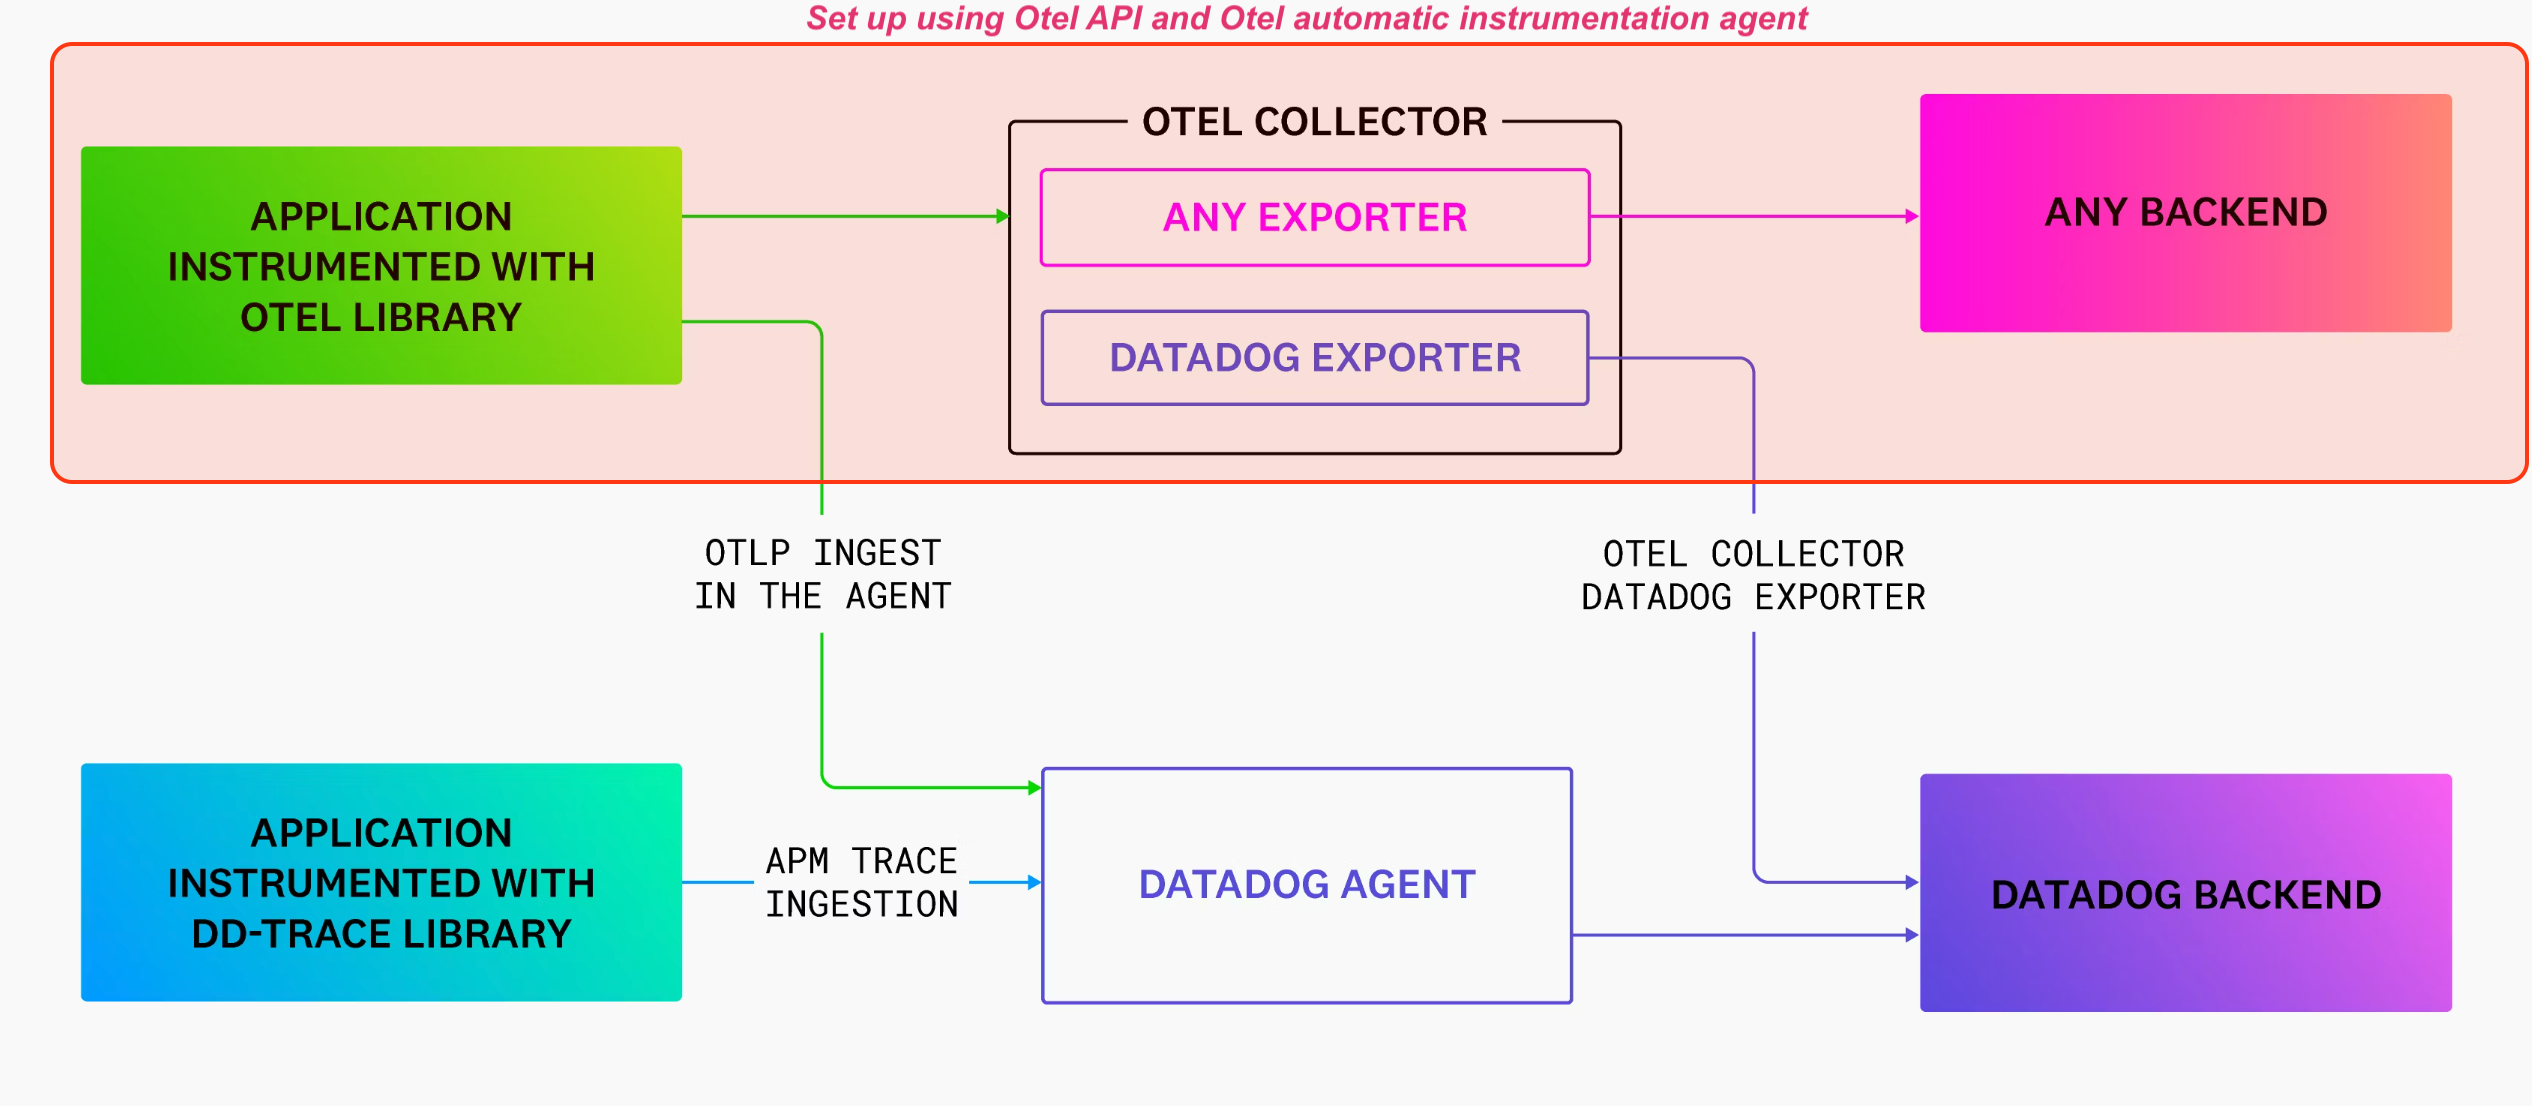 Set up using Otel API and Otel automatic instrumentation agent
OTEL COLLECTOR
APPLICATION
INSTRUMENTED WITH
OTEL LIBRARY
ANY EXPORTER
DATADOG EXPORTER
ANY BACKEND
OTLP INGEST
IN THE AGENT
OTEL COLLECTOR
DATADOG EXPORTER
APPLICATION
INSTRUMENTED WITH
DD-TRACE LIBRARY
APM TRACE
INGESTION
DATADOG AGENT
DATADOG BACKEND